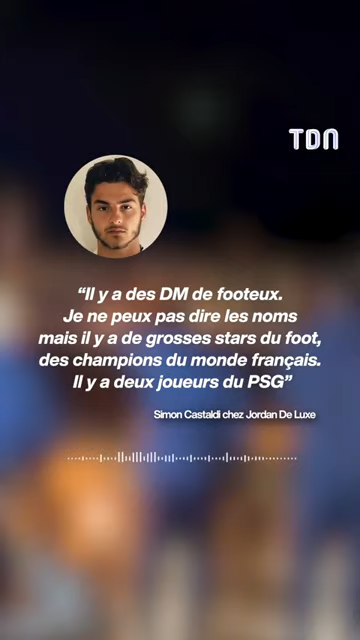 TDN
“Il y a des DM de footeux.
Je ne peux pas dire les noms
mais il y a de grosses stars du foot,
des champions du monde français.
Il y a deux joueurs du PSG”
Simon Castaldi chez Jordan De Luxe